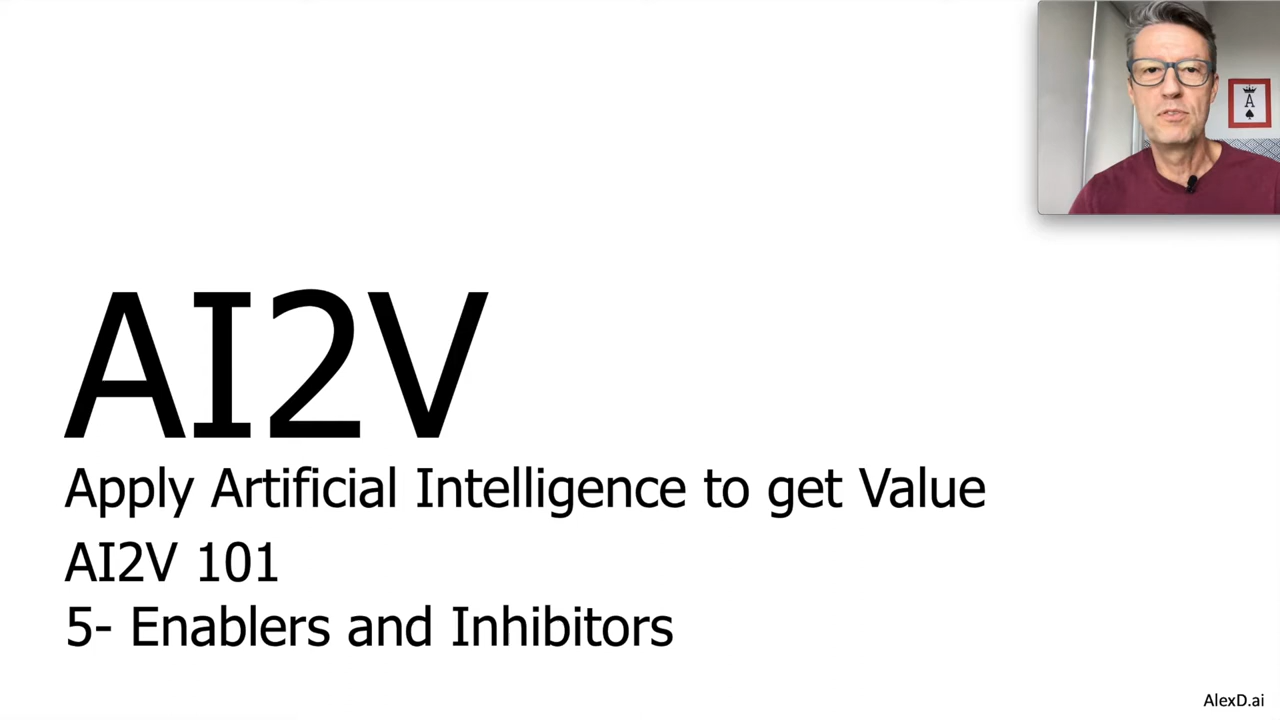 A
AI2V
Apply Artificial Intelligence to get Value
AI2V 101
5- Enablers and Inhibitors
AlexD.ai